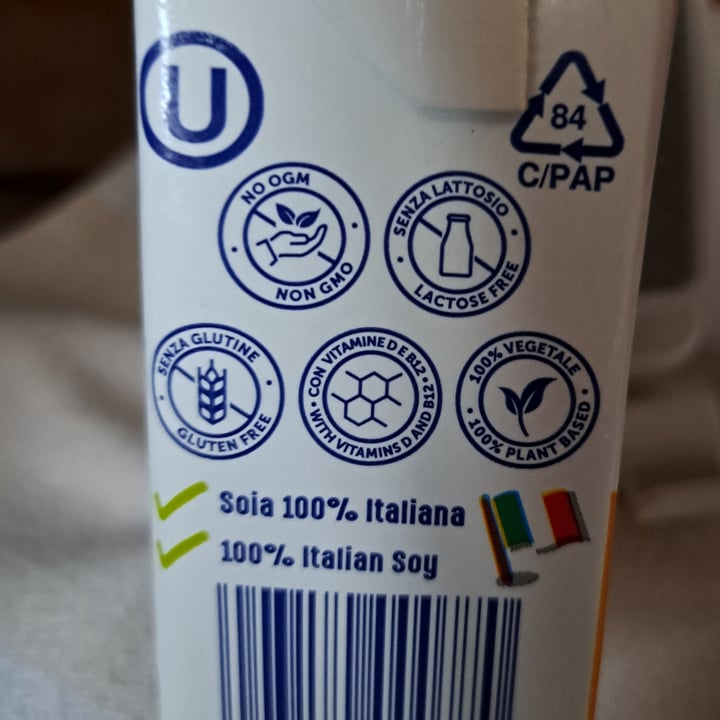 U
84
C/PAP
NO OGM
NON GMO
SENZA LATTOSIO
LACTOSE FREE
SENZA GLUTINE
GLUTEN FREE
CON VITAMINE D E B12
WITH VITAMINS D AND B12
100% VEGETALE
100% PLANT BASED
Soia 100% Italiana
100% Italian Soy